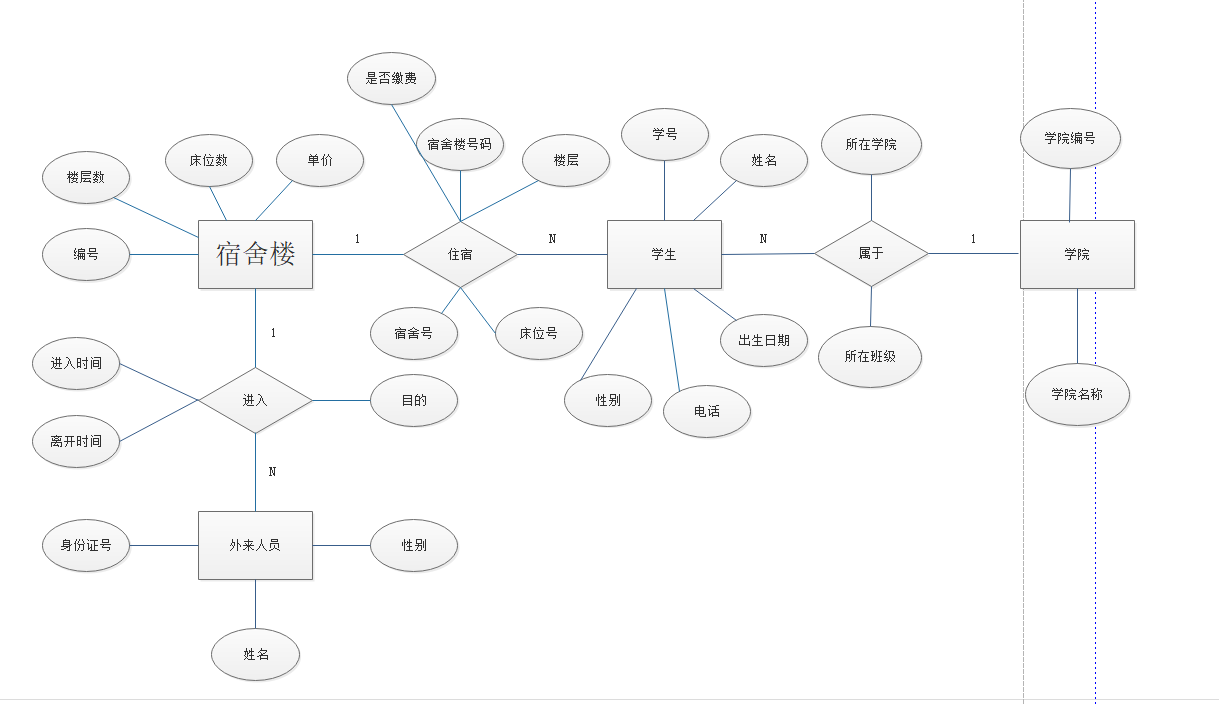 是否缴费
宿舍楼号码
楼层
学号
姓名
所在学院
学院编号
楼层数
床位数
单价
编号
宿舍楼
1
住宿
N
学生
N
属于
1
学院
宿舍号
床位号
出生日期
所在班级
1
进入时间
进入
目的
性别
电话
学院名称
离开时间
N
身份证号
外来人员
性别
姓名